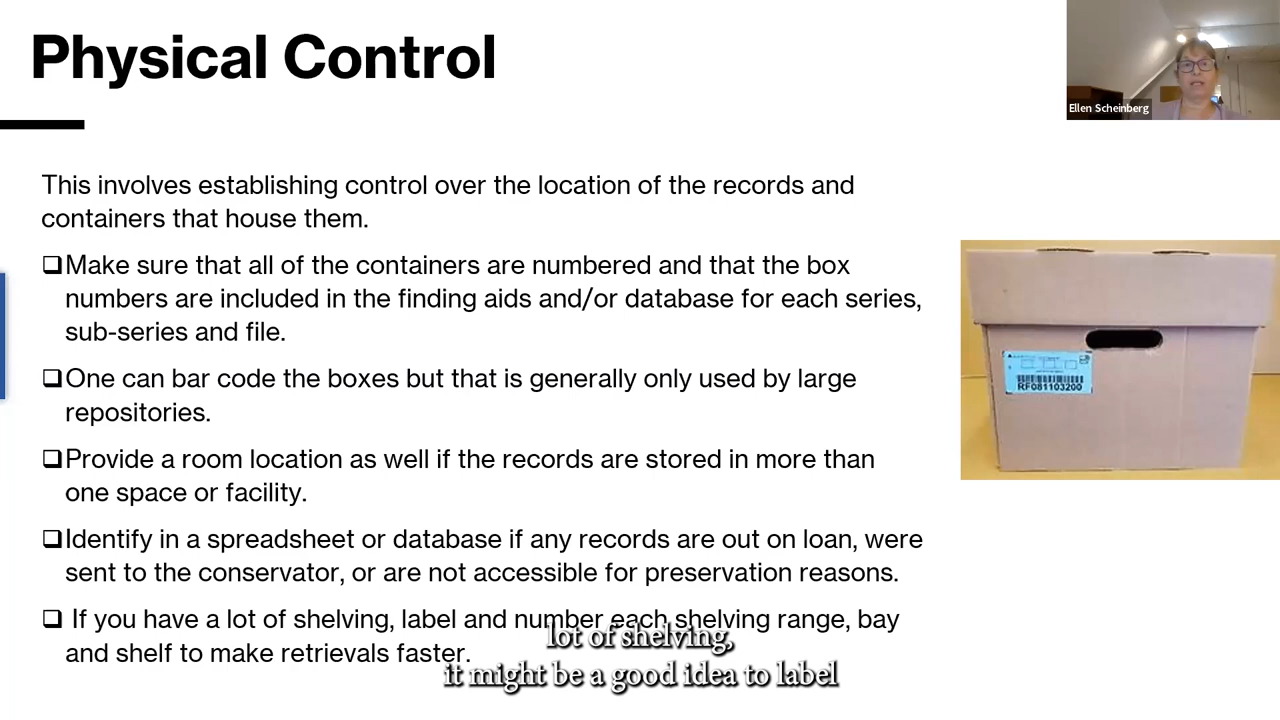 Physical Control
Ellen Scheinberg
This involves establishing control over the location of the records and
containers that house them.
❑Make sure that all of the containers are numbered and that the box
numbers are included in the finding aids and/or database for each series,
sub-series and file.
❑One can bar code the boxes but that is generally only used by large
repositories.
❑Provide a room location as well if the records are stored in more than
one space or facility.
❑Identify in a spreadsheet or database if any records are out on loan, were
sent to the conservator, or are not accessible for preservation reasons.
❑ If you have a lot of shelving, label and number each shelving range, bay
and shelf to make retrievals faster.
RF081103200
lot of shelving,
it might be a good idea to label